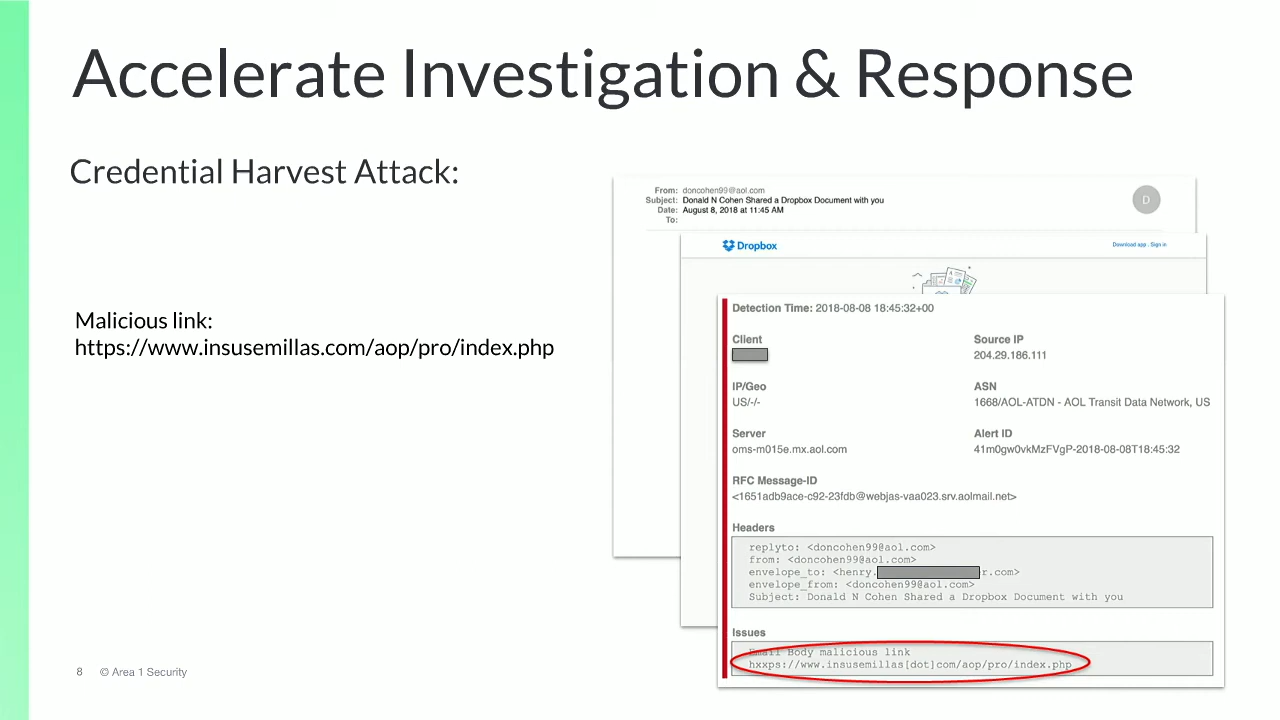 Accelerate Investigation & Response
Credential Harvest Attack:
Malicious link:
https://www.insusemillas.com/aop/pro/index.php
From: doncohen99@aol.com
Subject: Donald N Cohen Shared a Dropbox Document with you
Date: August 8, 2018 at 11:45 AM
To:
D
Dropbox
Download app . Sign in
Detection Time: 2018-08-08 18:45:32+00
Client
Source IP
204.29.186.111
IP/Geo
ASN
US/-/-
1668/AOL-ATDN - AOL Transit Data Network, US
Server
Alert ID
oms-m015e.mx.aol.com
41m0gw0vkMzFVgP-2018-08-08T18:45:32
RFC Message-ID
<1651adb9ace-c92-23fdb@webjas-vaa023.srv.aolmail.net>
Headers
replyto: <doncohen99@aol.com>
from: <doncohen99@aol.com>
envelope_to: <henry. r.com>
envelope_from: <doncohen99@aol.com>
Subject: Donald N Cohen Shared a Dropbox Document with you
Issues
Email Body malicious link
hxxps://www.insusemillas[dot]com/aop/pro/index.php
8 © Area 1 Security